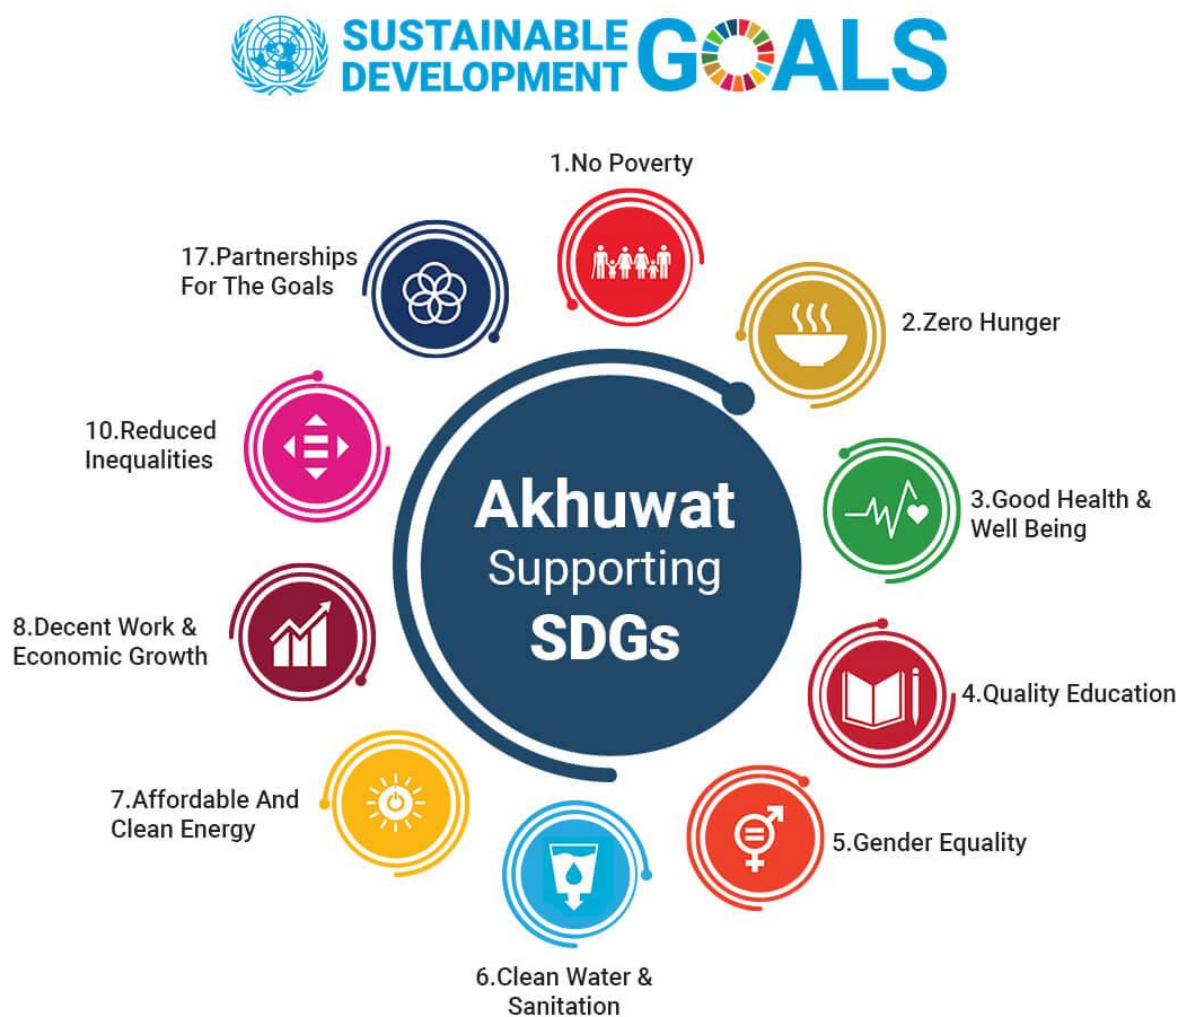 SUSTAINABLE
DEVELOPMENT
GOALS
1.No Poverty
2.Zero Hunger
3.Good Health &
Well Being
4.Quality Education
5.Gender Equality
6.Clean Water &
Sanitation
7.Affordable And
Clean Energy
8.Decent Work &
Economic Growth
10.Reduced
Inequalities
17.Partnerships
For The Goals
Akhuwat
Supporting
SDGs